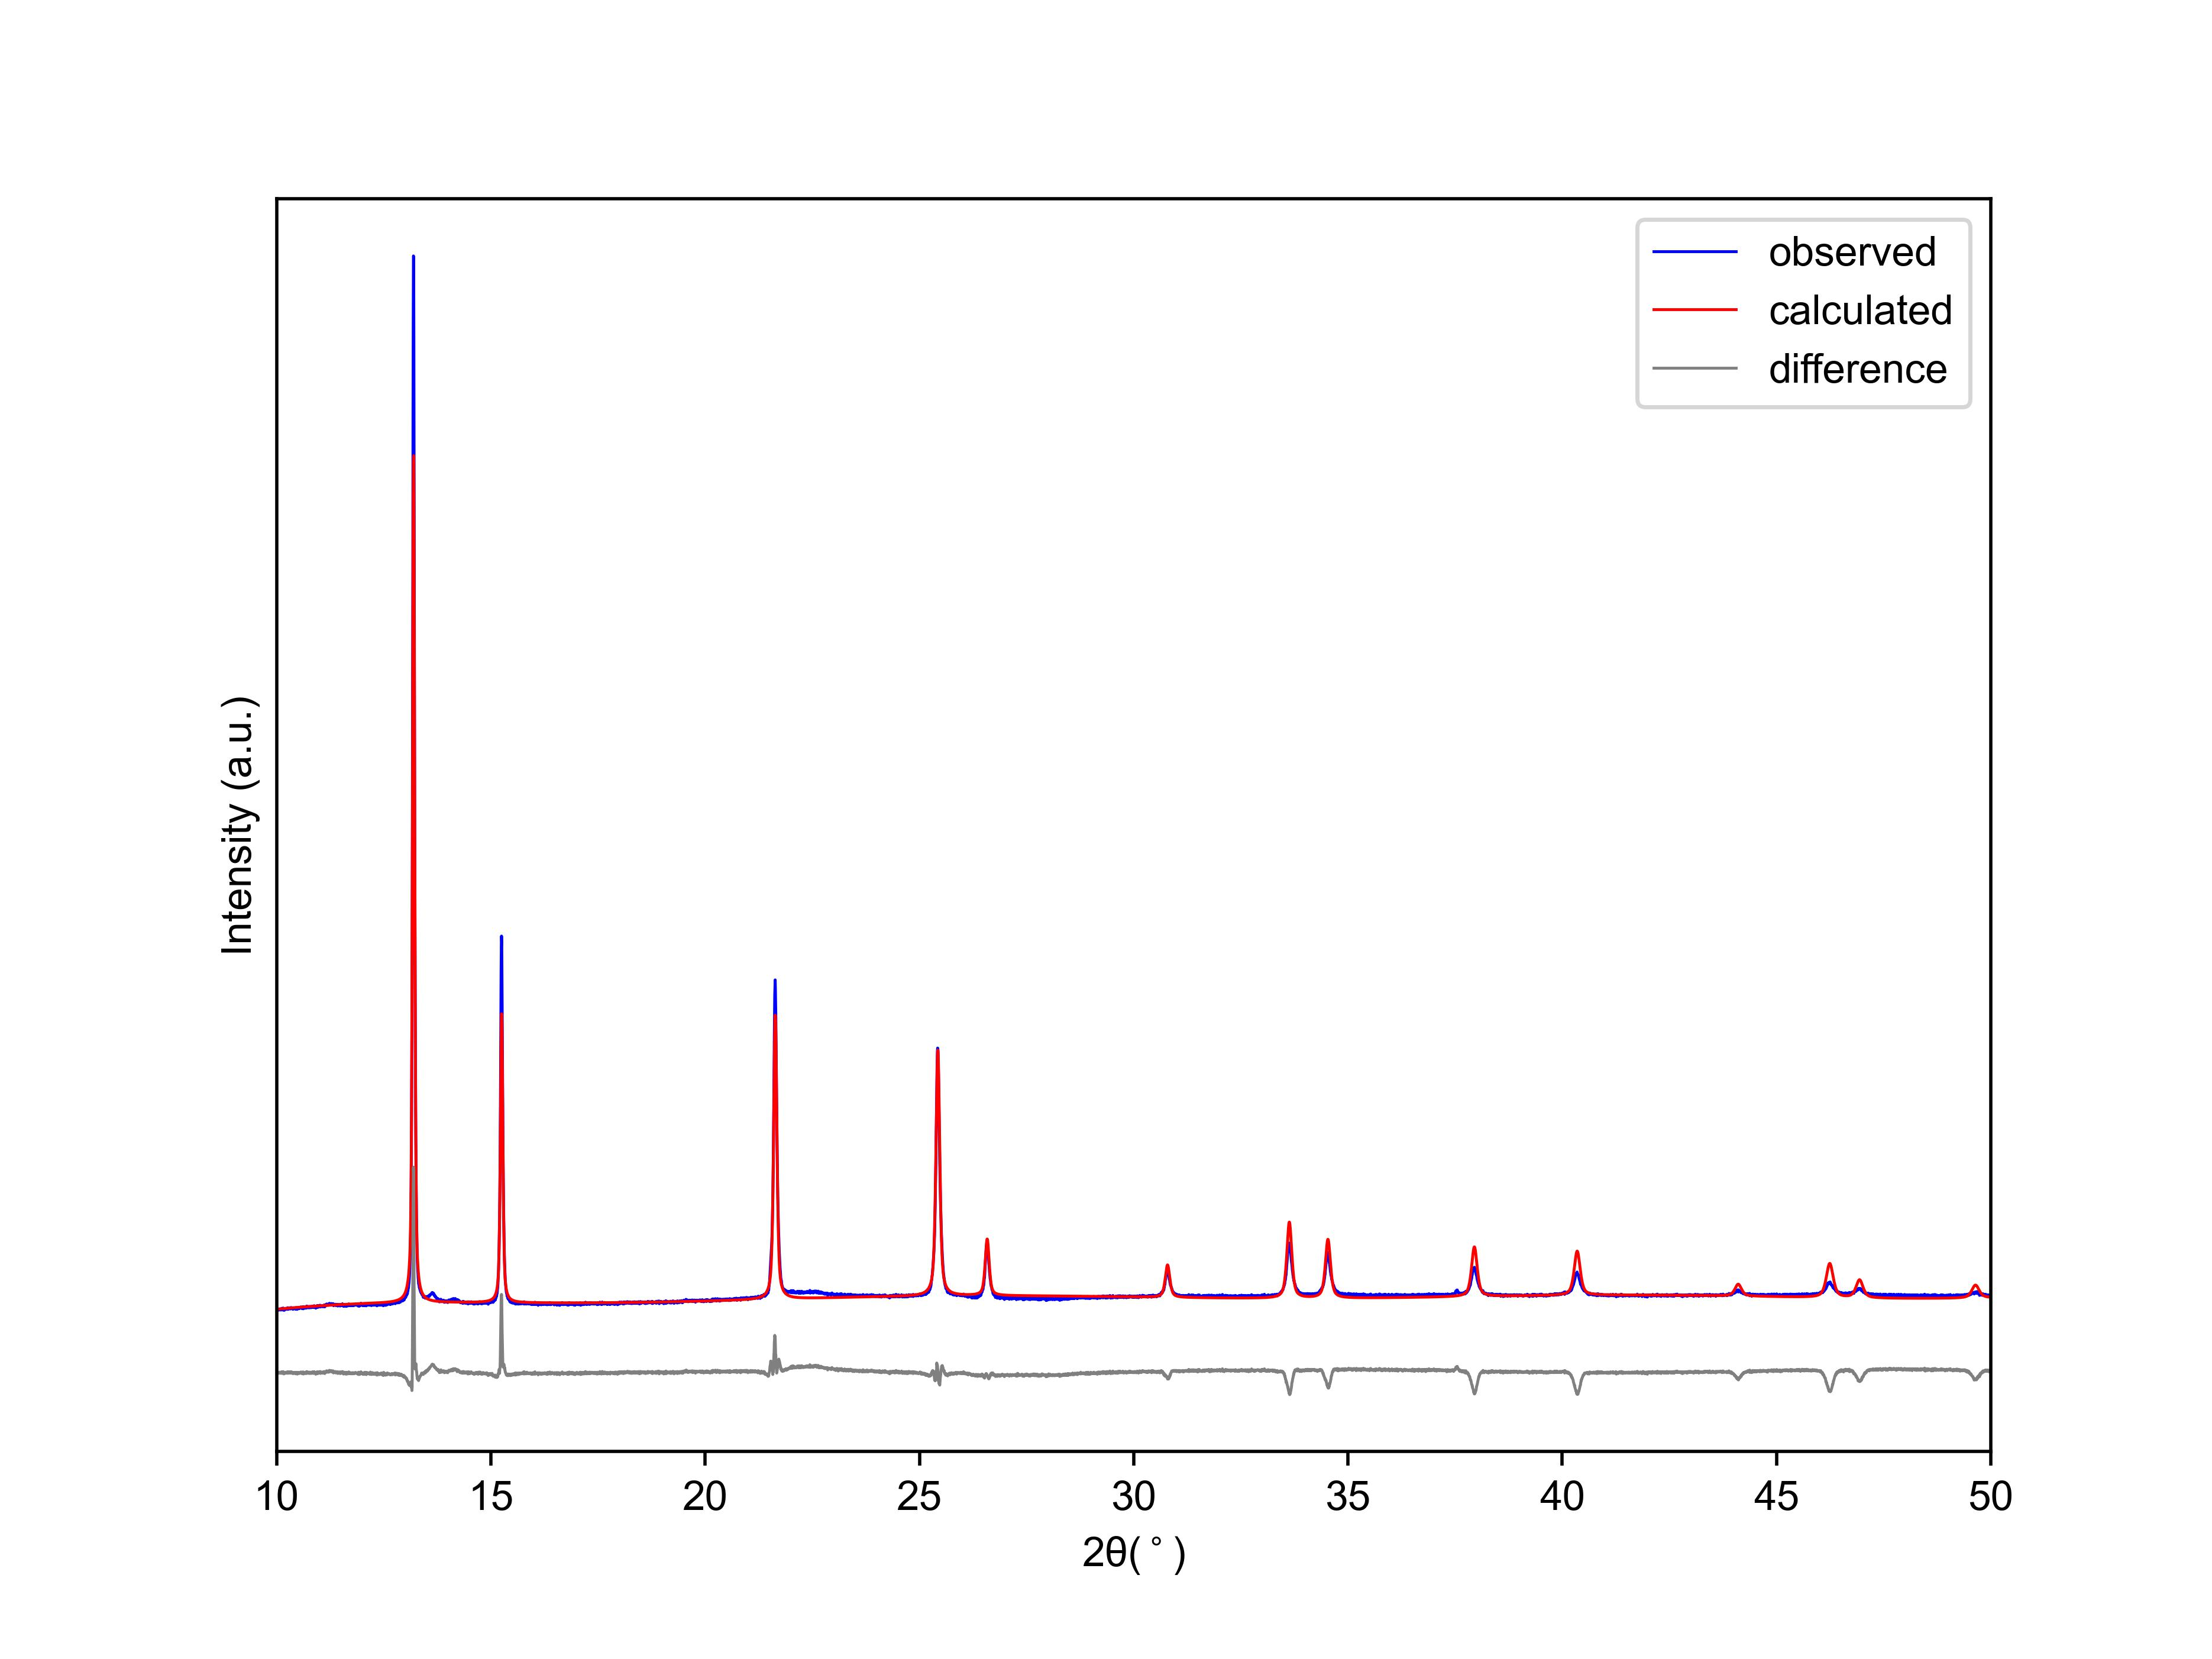 observed
calculated
difference
Intensity (a.u.)
10 15 20 25 30 35 40 45 50
2θ(°)